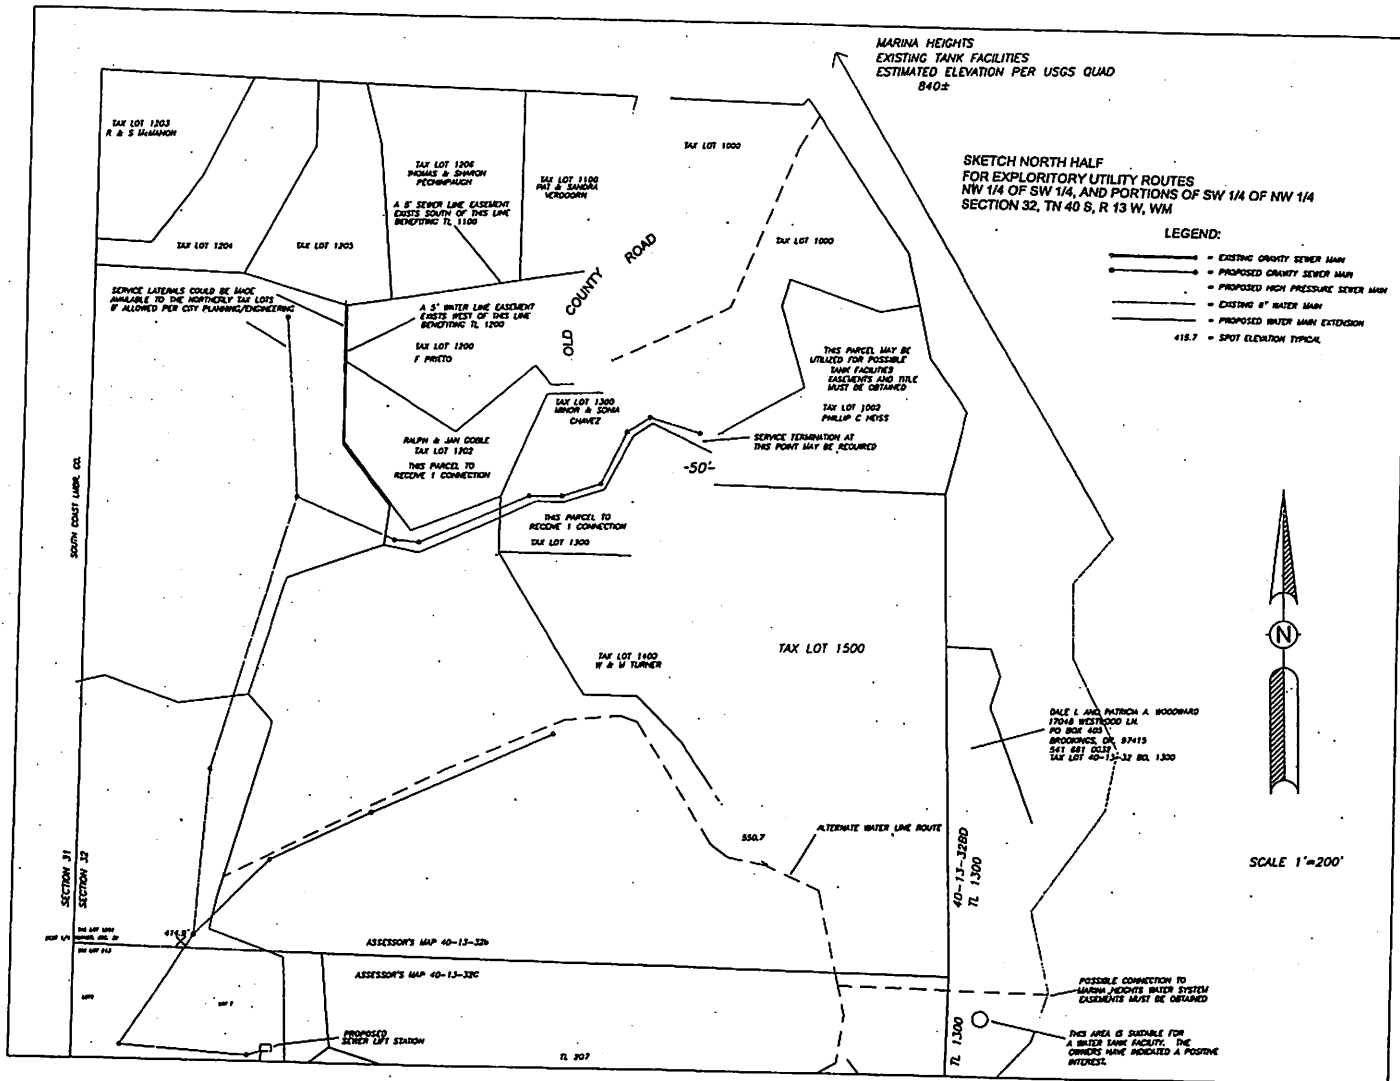 MARINA HEIGHTS
EXISTING TANK FACILITIES
ESTIMATED ELEVATION PER USGS QUAD
840±
SKETCH NORTH HALF
FOR EXPLORITORY UTILITY ROUTES
NW 1/4 OF SW 1/4, AND PORTIONS OF SW 1/4 OF NW 1/4
SECTION 32, TN 40 S, R 13 W, WM
LEGEND:
= EXISTING GRAVITY SEWER MAIN
= PROPOSED GRAVITY SEWER MAIN
= PROPOSED HIGH PRESSURE SEWER MAIN
= EXISTING 8" WATER MAIN
= PROPOSED WATER MAIN EXTENSION
415.7 = SPOT ELEVATION TYPICAL
TAX LOT 1203
R & S McMAHON
TAX LOT 1206
THOMAS & SHARON
PECHINPAUGH
A 5' SEWER LINE EASEMENT
EXISTS SOUTH OF THIS LINE
BENEFITING TL 1100
TAX LOT 1100
PAT & SANDRA
VERDOORN
TAX LOT 1000
TAX LOT 1204
TAX LOT 1205
TAX LOT 1000
OLD COUNTY ROAD
SERVICE LATERALS COULD BE MADE
AVAILABLE TO THE NORTHERLY TAX LOTS
IF ALLOWED PER CITY PLANNING/ENGINEERING
A 5' WATER LINE EASEMENT
EXISTS WEST OF THIS LINE
BENEFITING TL 1200
TAX LOT 1200
F PRIETO
THIS PARCEL MAY BE
UTILIZED FOR POSSIBLE
TANK FACILITIES
EASEMENTS AND TITLE
MUST BE OBTAINED
TAX LOT 1002
PHILLIP C HEISS
TAX LOT 1300
MINOR & SONIA
CHAVEZ
RALPH & JAN COBLE
TAX LOT 1202
THIS PARCEL TO
RECEIVE 1 CONNECTION
SERVICE TERMINATION AT
THIS POINT MAY BE REQUIRED
-50'-
THIS PARCEL TO
RECEIVE 1 CONNECTION
TAX LOT 1300
SOUTH COAST LMBR. CO.
TAX LOT 1400
W & M TURNER
TAX LOT 1500
N
DALE L AND PATRICIA A WOODWARD
17048 WESTWOOD LN.
PO BOX 405
BROOKINGS, OR. 97415
TAX LOT 40-13-32 BD, 1300
550.7
ALTERNATE WATER LINE ROUTE
SCALE 1"=200'
SECTION 31
SECTION 32
40-13-32BD
TL 1300
ASSESSOR'S MAP 40-13-32b
ASSESSOR'S MAP 40-13-32C
POSSIBLE CONNECTION TO
MARINA HEIGHTS WATER SYSTEM
EASEMENTS MUST BE OBTAINED
TL 1300
THIS AREA IS SUITABLE FOR
A WATER TANK FACILITY. THE
OWNERS HAVE INDICATED A POSITIVE
INTEREST.
PROPOSED
SEWER LIFT STATION
TL 207